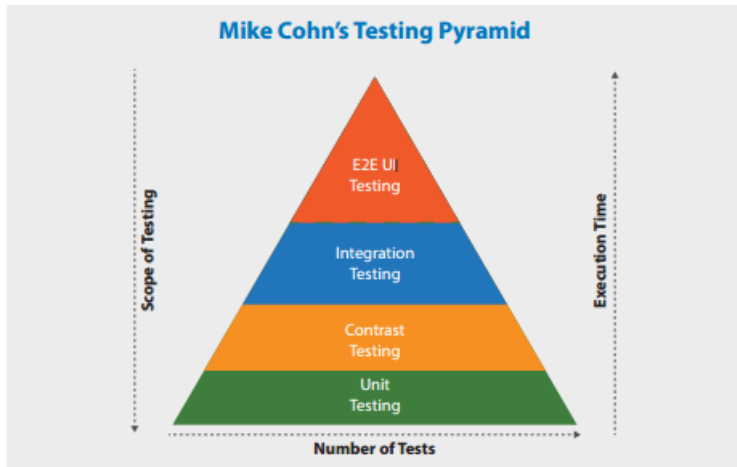 Mike Cohn's Testing Pyramid
E2E UI
Testing
Integration
Testing
Contrast
Testing
Unit
Testing
Scope of Testing
Execution Time
Number of Tests